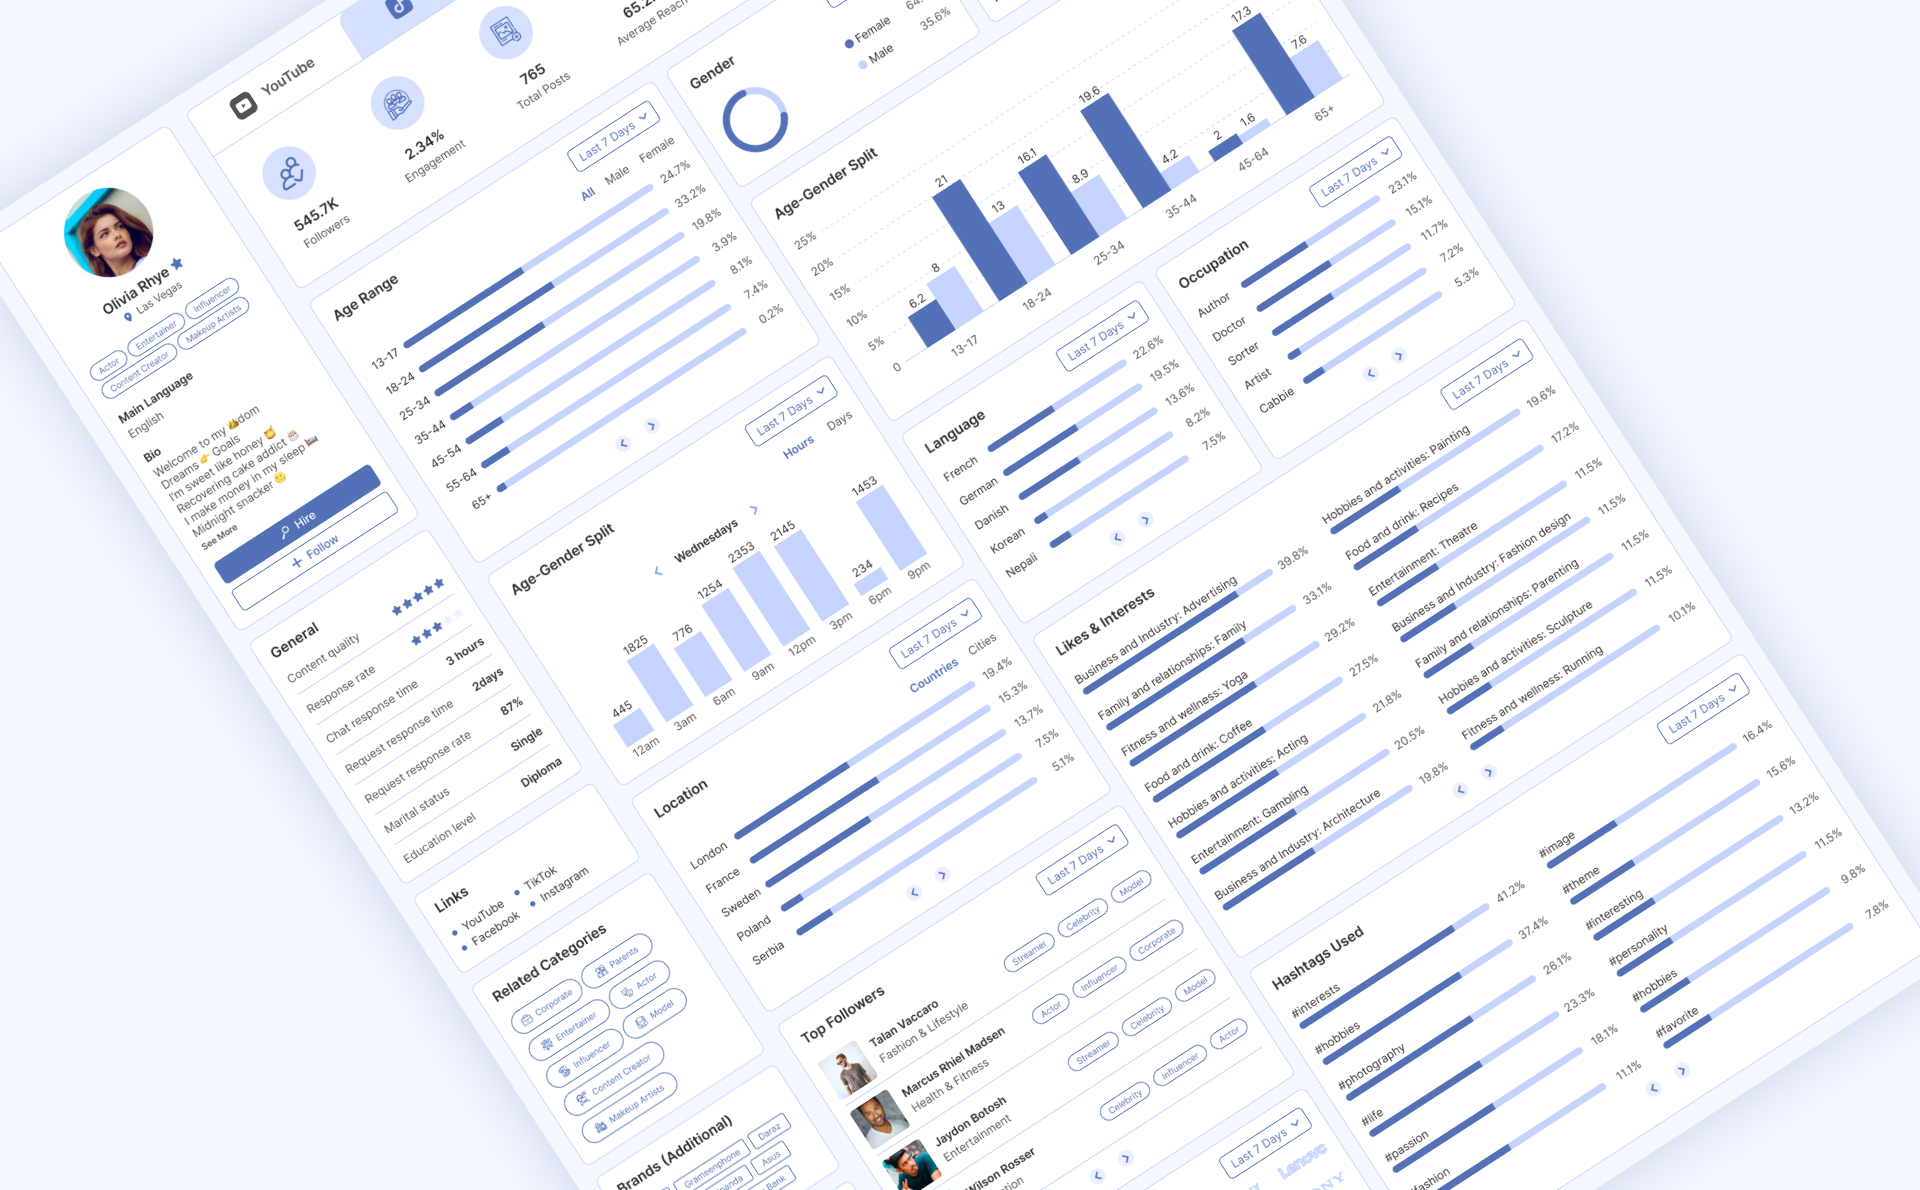 YouTube
545.7K
Followers
2.34%
Engagement
765
Total Posts
Average Reach
Olivia Rhye
Las Vegas
Actor
Entertainer
Influencer
Content Creator
Makeup Artists
Main Language
English
Bio
Welcome to my 👑dom
Dreams 👉 Goals
I'm sweet like honey 🍯
Recovering cake addict 🎂
I make money in my sleep 🛌
Midnight snacker 🌝
See More
Hire
Follow
General
Content quality
Response rate
Chat response time 3 hours
Request response time 2days
Request response rate 87%
Marial status Single
Education level Diploma
Links
YouTube
TikTok
Facebook
Instagram
Related Categories
Corporate
Parents
Entertainer
Actor
Influencer
Model
Content Creator
Makeup Artists
Brands (Additional)
Grameenphone
Daraz
Asus
Bank
Age Range
Last 7 Days
All Male Female
13-17 24.7%
18-24 33.2%
25-34 19.8%
35-44 3.9%
45-54 8.1%
55-64 7.4%
65+ 0.2%
Gender
Female
Male 35.6%
Age-Gender Split
25%
20%
15%
10%
5%
0
6.2 8
21 13
16.1 8.9
19.6 4.2
2 1.6
17.3 7.6
13-17
18-24
25-34
35-44
45-64
65+
Age-Gender Split
Last 7 Days
Hours Days
Wednesdays
445
1825
776
1254
2353
2145
234
1453
12am
3am
6am
9am
12pm
3pm
6pm
9pm
Language
Last 7 Days
French 22.6%
German 19.5%
Danish 13.6%
Korean 8.2%
Nepali 7.5%
Occupation
Last 7 Days
Author 23.1%
Doctor 15.1%
Sorter 11.7%
Artist 7.2%
Cabbie 5.3%
Location
Last 7 Days
Countries Cities
London 19.4%
France 15.3%
Sweden 13.7%
Poland 7.5%
Serbia 5.1%
Likes & Interests
Last 7 Days
Business and Industry: Advertising 39.8%
Family and relationships: Family 33.1%
Fitness and wellness: Yoga 29.2%
Food and drink: Coffee 27.5%
Hobbies and activities: Acting 21.8%
Entertainment: Gambling 20.5%
Business and Industry: Architecture 19.8%
Hobbies and activities: Painting 19.6%
Food and drink: Recipes 17.2%
Entertainment: Theatre 11.5%
Business and Industry: Fashion design 11.5%
Family and relationships: Parenting 11.5%
Hobbies and activities: Sculpture 11.5%
Fitness and wellness: Running 10.1%
Top Followers
Last 7 Days
Talan Vaccaro
Fashion & Lifestyle
Streamer
Celebrity
Model
Marcus Rhiel Madsen
Health & Fitness
Actor
Influencer
Corporate
Jaydon Botosh
Entertainment
Streamer
Celebrity
Model
Wilson Rosser
Celebrity
Influencer
Actor
Hashtags Used
Last 7 Days
#interests 41.2%
#hobbies 37.4%
#photography 26.1%
#life 23.3%
#passion 18.1%
#fashion 11.1%
#image 16.4%
#theme 15.6%
#interesting 13.2%
#personality 11.5%
#hobbies 9.8%
#favorite 7.8%
Last 7 Days
Lenovo